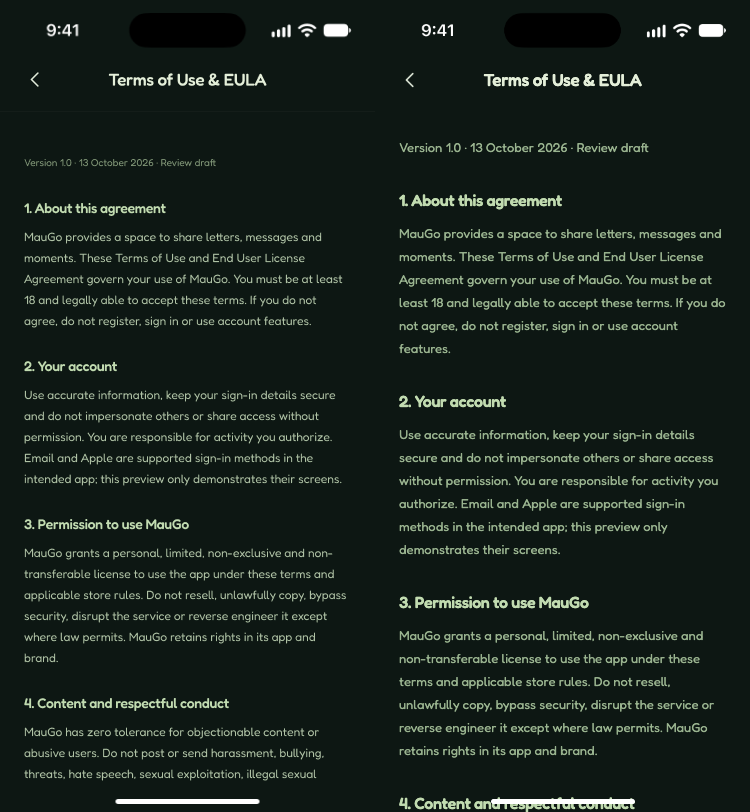 9:41
Terms of Use & EULA
Version 1.0 · 13 October 2026 · Review draft
1. About this agreement
MauGo provides a space to share letters, messages and
moments. These Terms of Use and End User License
Agreement govern your use of MauGo. You must be at least
18 and legally able to accept these terms. If you do not
agree, do not register, sign in or use account features.
2. Your account
Use accurate information, keep your sign-in details secure
and do not impersonate others or share access without
permission. You are responsible for activity you authorize.
Email and Apple are supported sign-in methods in the
intended app; this preview only demonstrates their screens.
3. Permission to use MauGo
MauGo grants a personal, limited, non-exclusive and non-
transferable license to use the app under these terms and
applicable store rules. Do not resell, unlawfully copy, bypass
security, disrupt the service or reverse engineer it except
where law permits. MauGo retains rights in its app and
brand.
4. Content and respectful conduct
MauGo has zero tolerance for objectionable content or
abusive users. Do not post or send harassment, bullying,
threats, hate speech, sexual exploitation, illegal sexual
9:41
Terms of Use & EULA
Version 1.0 · 13 October 2026 · Review draft
1. About this agreement
MauGo provides a space to share letters, messages and
moments. These Terms of Use and End User License
Agreement govern your use of MauGo. You must be at
least 18 and legally able to accept these terms. If you do
not agree, do not register, sign in or use account
features.
2. Your account
Use accurate information, keep your sign-in details
secure and do not impersonate others or share access
without permission. You are responsible for activity you
authorize. Email and Apple are supported sign-in
methods in the intended app; this preview only
demonstrates their screens.
3. Permission to use MauGo
MauGo grants a personal, limited, non-exclusive and
non-transferable license to use the app under these
terms and applicable store rules. Do not resell,
unlawfully copy, bypass security, disrupt the service or
reverse engineer it except where law permits. MauGo
retains rights in its app and brand.
4. Content and respectful conduct